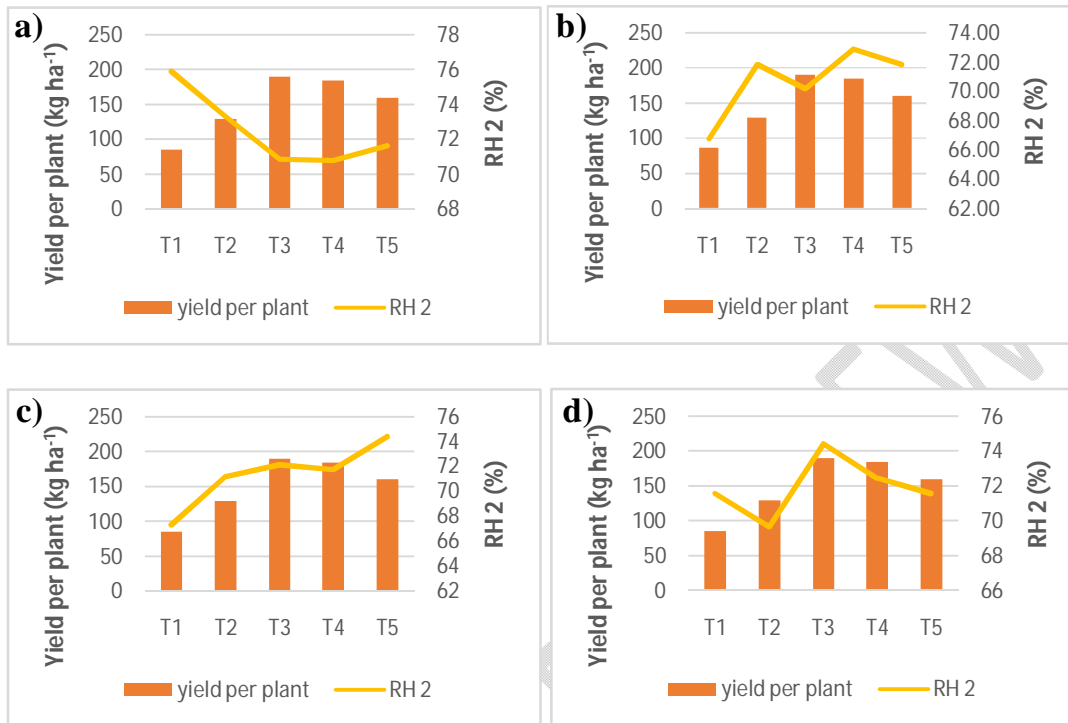 a)
Yield per plant (kg ha⁻¹)
250
200
150
100
50
0
78
76
74
72
70
68
RH 2 (%)
T1 T2 T3 T4 T5
yield per plant RH 2
b)
Yield per plant (kg ha⁻¹)
250
200
150
100
50
0
74.00
72.00
70.00
68.00
66.00
64.00
62.00
RH 2 (%)
T1 T2 T3 T4 T5
yield per plant RH 2
c)
Yield per plant (kg ha⁻¹)
250
200
150
100
50
0
76
74
72
70
68
66
64
62
RH 2 (%)
T1 T2 T3 T4 T5
yield per plant RH 2
d)
Yield per plant (kg ha⁻¹)
250
200
150
100
50
0
76
74
72
70
68
66
RH 2 (%)
T1 T2 T3 T4 T5
yield per plant RH 2